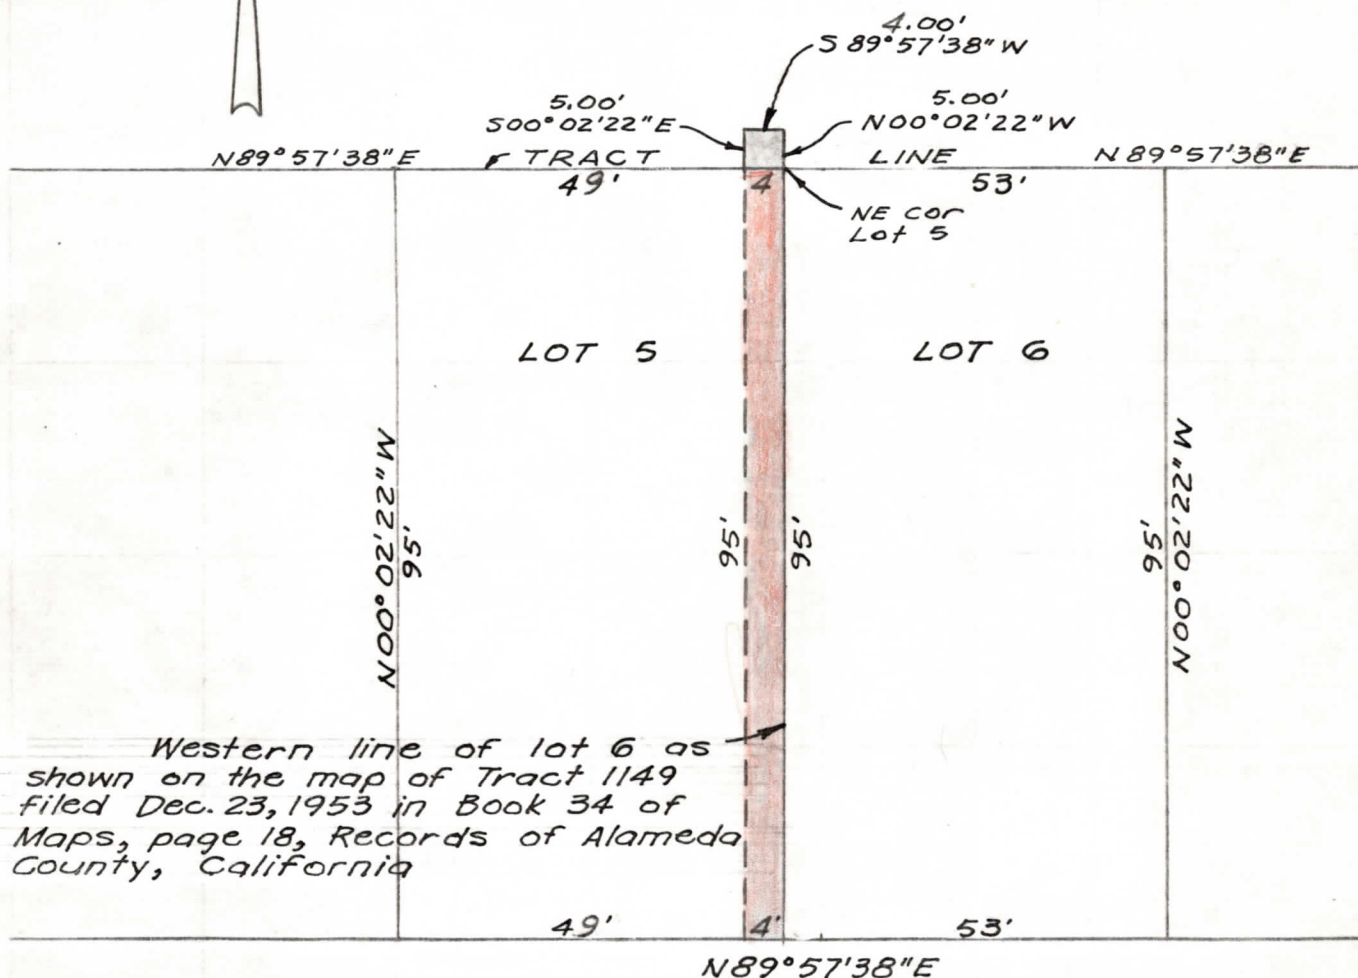 4.00'
S 89°57'38" W
5.00'
S00°02'22" E
5.00'
N00°02'22" W
N89°57'38"E
TRACT
LINE
N89°57'38"E
49'
4
53'
NE cor
Lot 5
LOT 5
LOT 6
N00°02'22" W
95'
95'
95'
95'
N00°02'22" W
Western line of lot 6 as
shown on the map of Tract 1149
filed Dec. 23, 1953 in Book 34 of
Maps, page 18, Records of Alameda
County, California
49'
4'
53'
N89°57'38"E